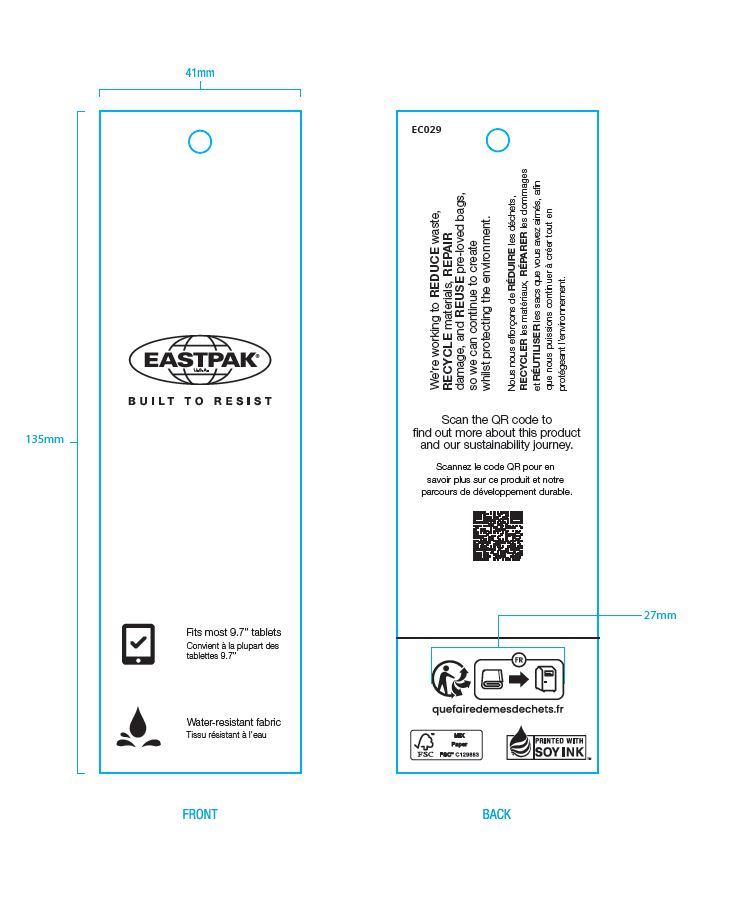 41mm
135mm
EASTPAK®
U.S.A.
BUILT TO RESIST
Fits most 9.7" tablets
Convient à la plupart des
tablettes 9.7"
Water-resistant fabric
Tissu résistant à l'eau
FRONT
EC029
We're working to REDUCE waste,
RECYCLE materials, REPAIR
damage, and REUSE pre-loved bags,
so we can continue to create
whilst protecting the environment.
Nous nous efforçons de RÉDUIRE les déchets,
RECYCLER les matériaux, RÉPARER les dommages
et RÉUTILISER les sacs que vous avez aimés, afin
que nous puissions continuer à créer tout en
protégeant l'environnement.
Scan the QR code to
find out more about this product
and our sustainability journey.
Scannez le code QR pour en
savoir plus sur ce produit et notre
parcours de développement durable.
27mm
FR
quefairedemesdechets.fr
FSC
MIX
Paper
FSC™ C129883
PRINTED WITH
SOY INK™
BACK